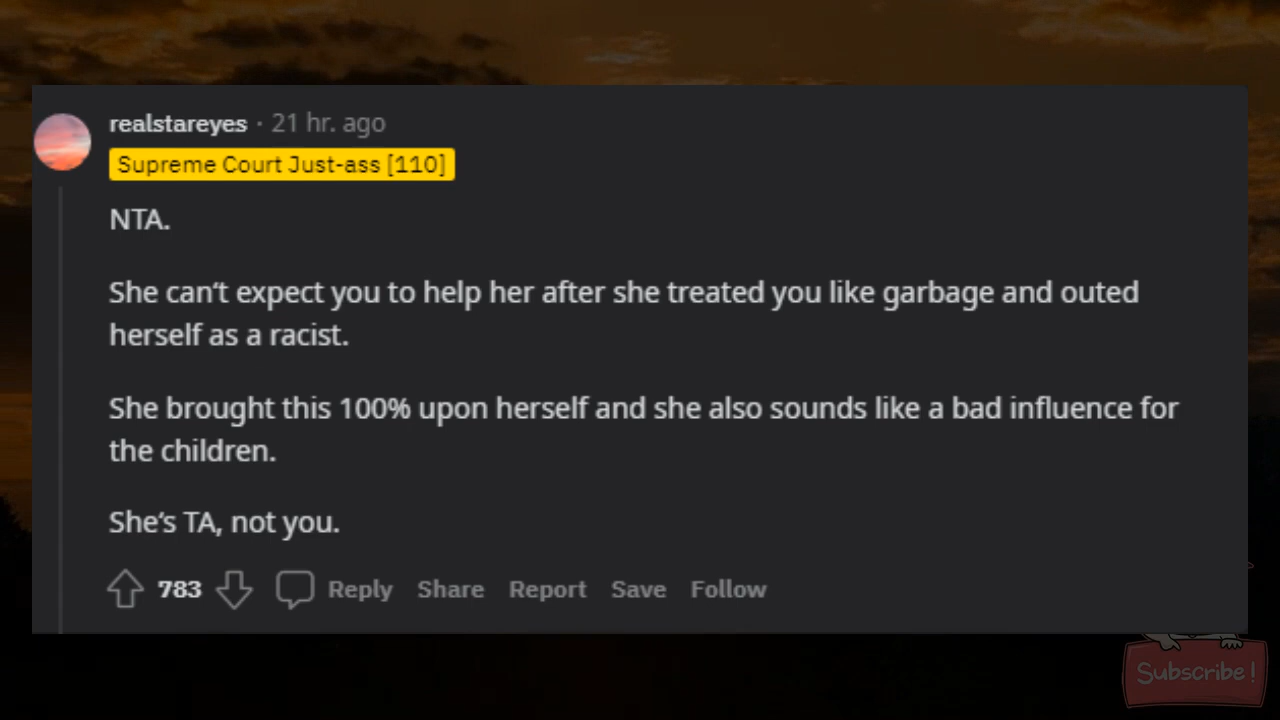 realstareyes · 21 hr. ago
Supreme Court Just-ass [110]
NTA.
She can't expect you to help her after she treated you like garbage and outed
herself as a racist.
She brought this 100% upon herself and she also sounds like a bad influence for
the children.
She's TA, not you.
783 Reply Share Report Save Follow
Subscribe!